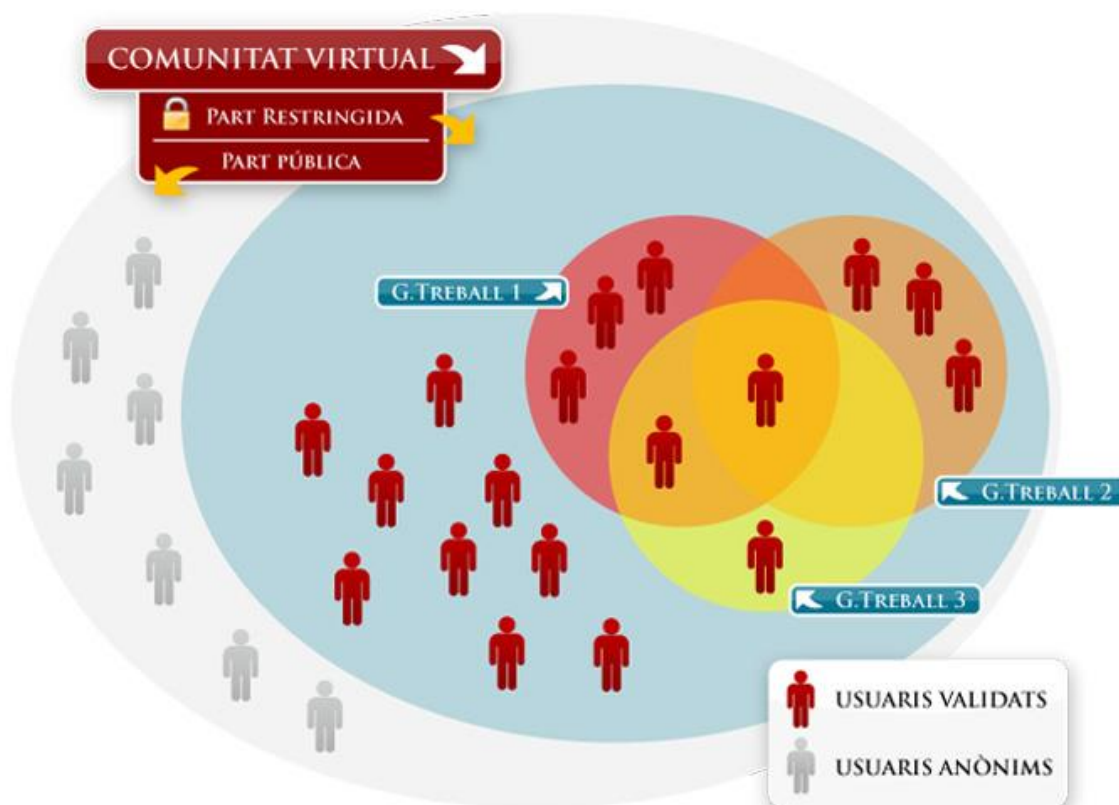 COMUNITAT VIRTUAL
PART RESTRINGIDA
PART PÚBLICA
G.TREBALL 1
G.TREBALL 2
G.TREBALL 3
USUARIS VALIDATS
USUARIS ANÒNIMS